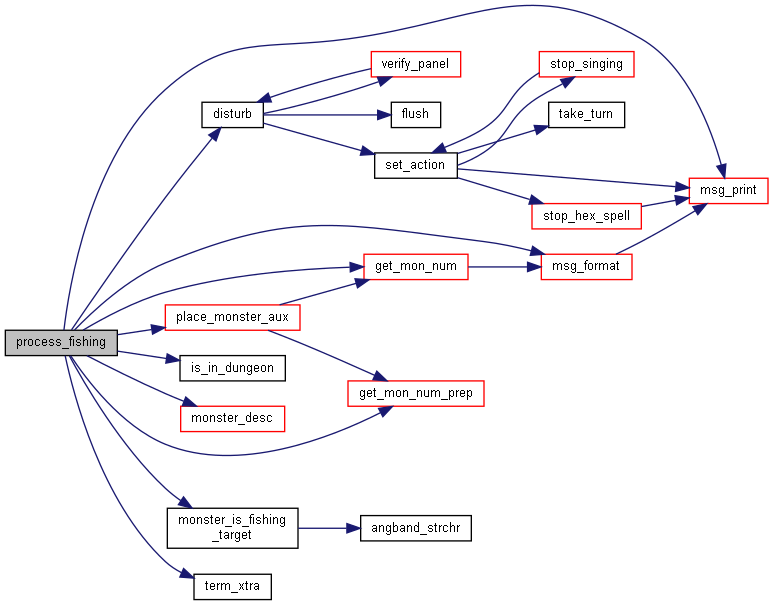 verify_panel
stop_singing
disturb
flush
take_turn
set_action
msg_print
stop_hex_spell
get_mon_num
msg_format
place_monster_aux
process_fishing
is_in_dungeon
get_mon_num_prep
monster_desc
monster_is_fishing
_target
angband_strchr
term_xtra